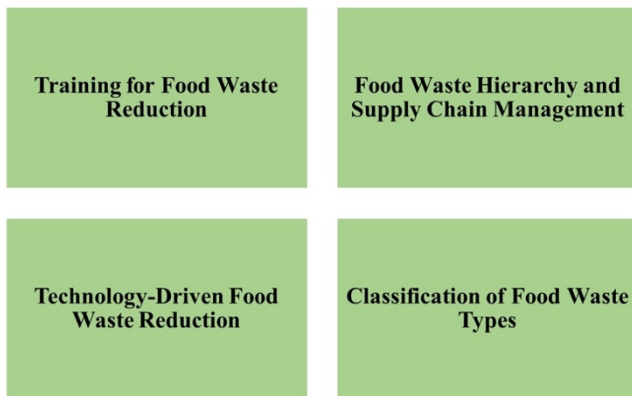 Training for Food Waste
Reduction
Food Waste Hierarchy and
Supply Chain Management
Technology-Driven Food
Waste Reduction
Classification of Food Waste
Types